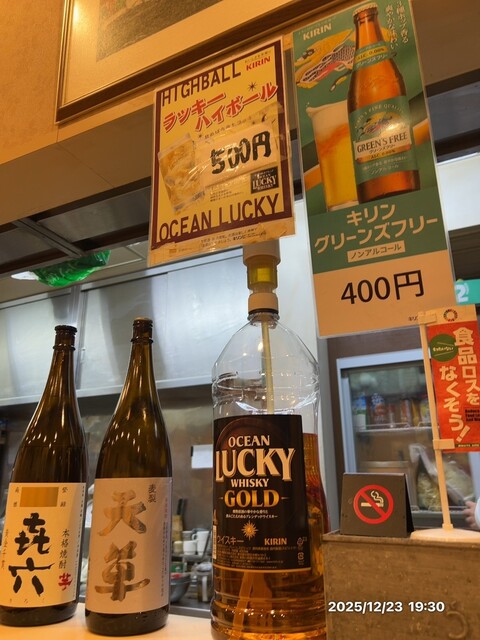 KIRIN
HIGHBALL
ラッキー
ハイボール
500円
LUCKY
OCEAN LUCKY
KIRIN
GREEN'S FREE
キリン
グリーンズフリー
ノンアルコール
400円
2
食品ロスを
なくそう!
喜六
本格焼酎
芋
天草
OCEAN
LUCKY
WHISKY
GOLD
ウイスキー
KIRIN
2025/12/23 19:30